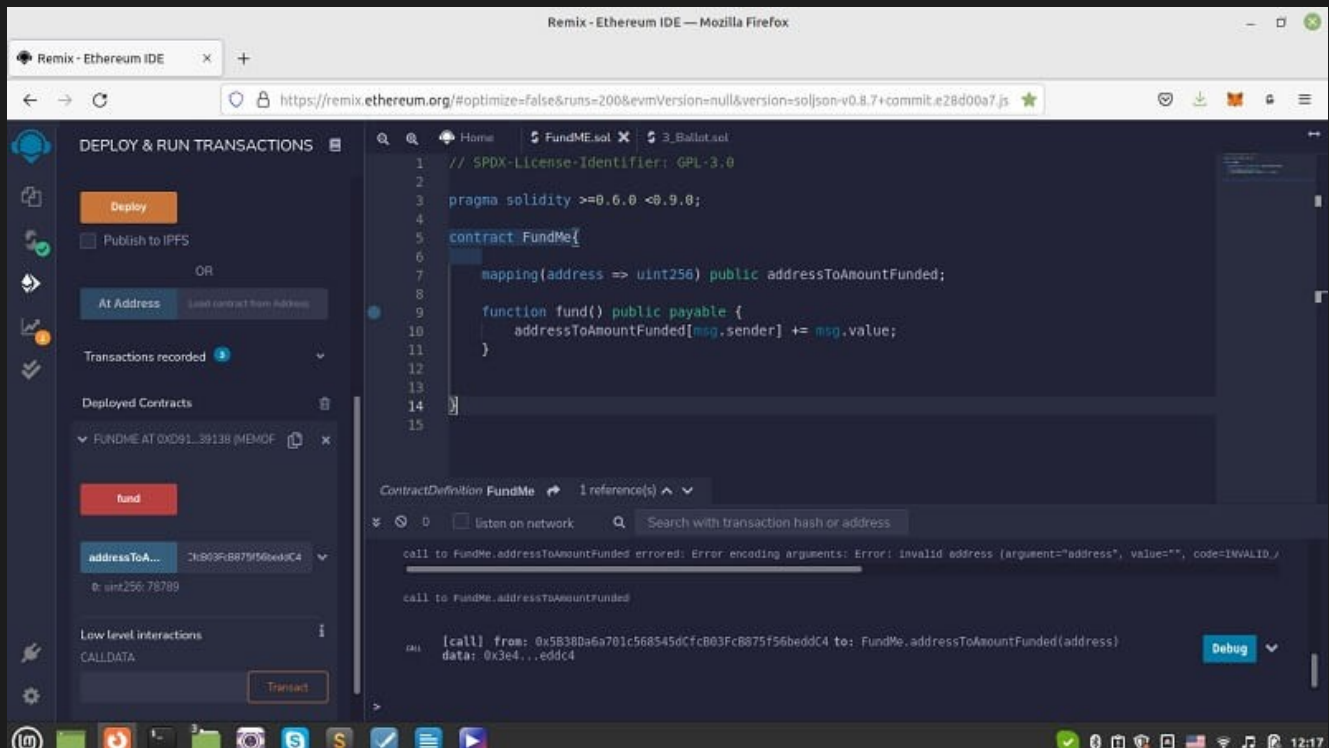 Remix - Ethereum IDE — Mozilla Firefox
Remix - Ethereum IDE
https://remix.ethereum.org/#optimize=false&runs=200&evmVersion=null&version=soljson-v0.8.7+commit.e28d00a7.js
DEPLOY & RUN TRANSACTIONS
Deploy
Publish to IPFS
OR
At Address
Load contract from Address
Transactions recorded 3
Deployed Contracts
FUNDME AT 0XD91...39138 (MEMOR
fund
addressToA...
CfcB03FcB875f56beddC4
0: uint256: 78789
Low level interactions
CALLDATA
Transact
Home
FundME.sol
3_Ballot.sol
1 // SPDX-License-Identifier: GPL-3.0
2
3 pragma solidity >=0.6.0 <0.9.0;
4
5 contract FundMe{
6
7 mapping(address => uint256) public addressToAmountFunded;
8
9 function fund() public payable {
10 addressToAmountFunded[msg.sender] += msg.value;
11 }
12
13
14 }
15
ContractDefinition FundMe 1 reference(s)
0 listen on network Search with transaction hash or address
call to FundMe.addressToAmountFunded errored: Error encoding arguments: Error: invalid address (argument="address", value="", code=INVALID_
call to FundMe.addressToAmountFunded
CALL [call] from: 0x5B38Da6a701c568545dCfcB03FcB875f56beddC4 to: FundMe.addressToAmountFunded(address)
data: 0x3e4...eddc4
Debug
>
12:17